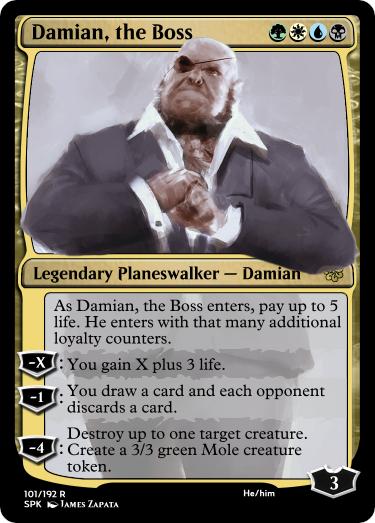 Damian, the Boss
Legendary Planeswalker — Damian
As Damian, the Boss enters, pay up to 5
life. He enters with that many additional
loyalty counters.
-X: You gain X plus 3 life.
-1: You draw a card and each opponent
discards a card.
-4: Destroy up to one target creature.
Create a 3/3 green Mole creature
token.
3
101/192 R
He/him
SPK JAMES ZAPATA